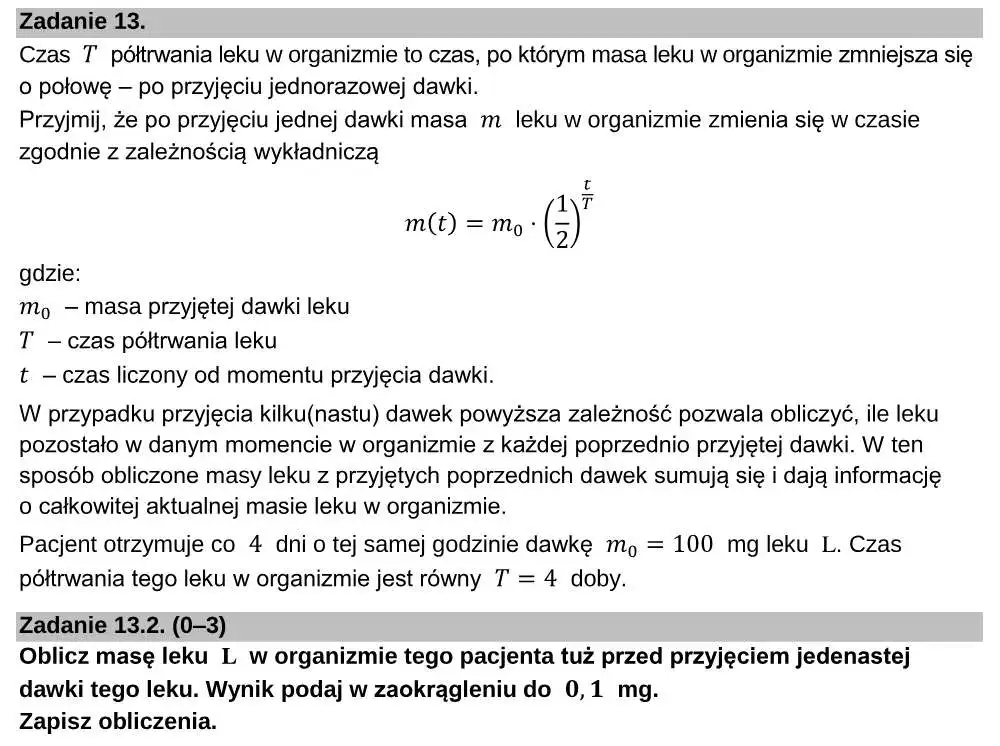 Zadanie 13.
Czas T półtrwania leku w organizmie to czas, po którym masa leku w organizmie zmniejsza się
o połowę – po przyjęciu jednorazowej dawki.
Przyjmij, że po przyjęciu jednej dawki masa m leku w organizmie zmienia się w czasie
zgodnie z zależnością wykładniczą
m(t) = m₀ · (1/2)^(t/T)
gdzie:
m₀ – masa przyjętej dawki leku
T – czas półtrwania leku
t – czas liczony od momentu przyjęcia dawki.
W przypadku przyjęcia kilku(nastu) dawek powyższa zależność pozwala obliczyć, ile leku
pozostało w danym momencie w organizmie z każdej poprzednio przyjętej dawki. W ten
sposób obliczone masy leku z przyjętych poprzednich dawek sumują się i dają informację
o całkowitej aktualnej masie leku w organizmie.
Pacjent otrzymuje co 4 dni o tej samej godzinie dawkę m₀ = 100 mg leku L. Czas
półtrwania tego leku w organizmie jest równy T = 4 doby.
Zadanie 13.2. (0–3)
Oblicz masę leku L w organizmie tego pacjenta tuż przed przyjęciem jedenastej
dawki tego leku. Wynik podaj w zaokrągleniu do 0,1 mg.
Zapisz obliczenia.